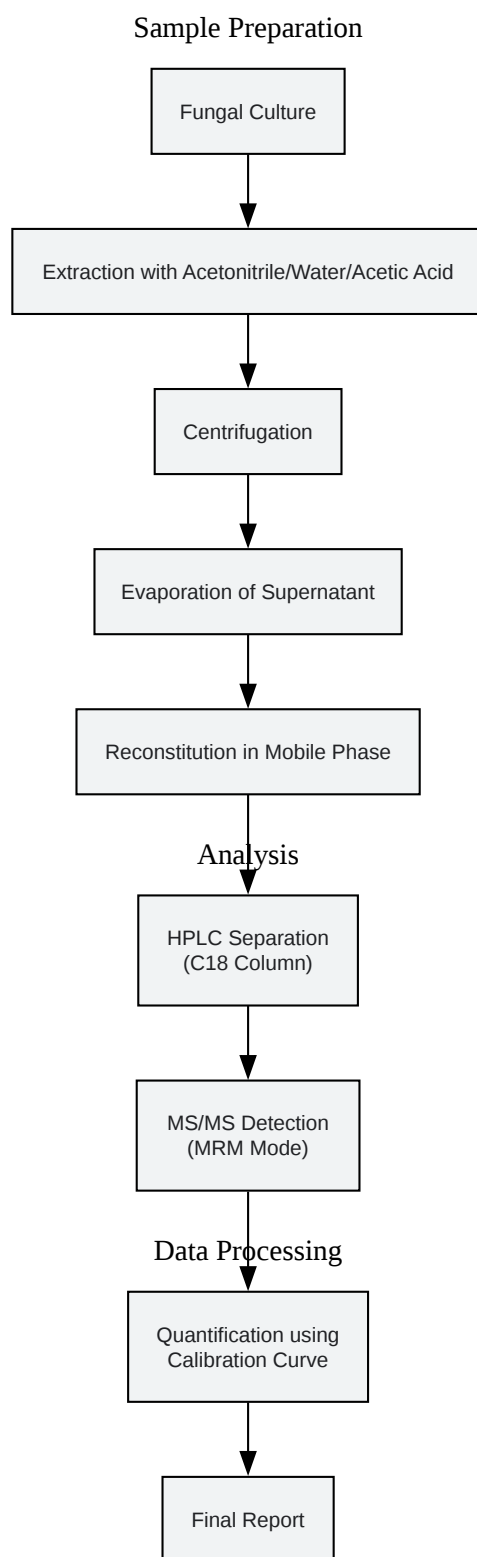 Sample Preparation
Fungal Culture
Extraction with Acetonitrile/Water/Acetic Acid
Centrifugation
Evaporation of Supernatant
Reconstitution in Mobile Phase
Analysis
HPLC Separation
(C18 Column)
MS/MS Detection
(MRM Mode)
Data Processing
Quantification using
Calibration Curve
Final Report